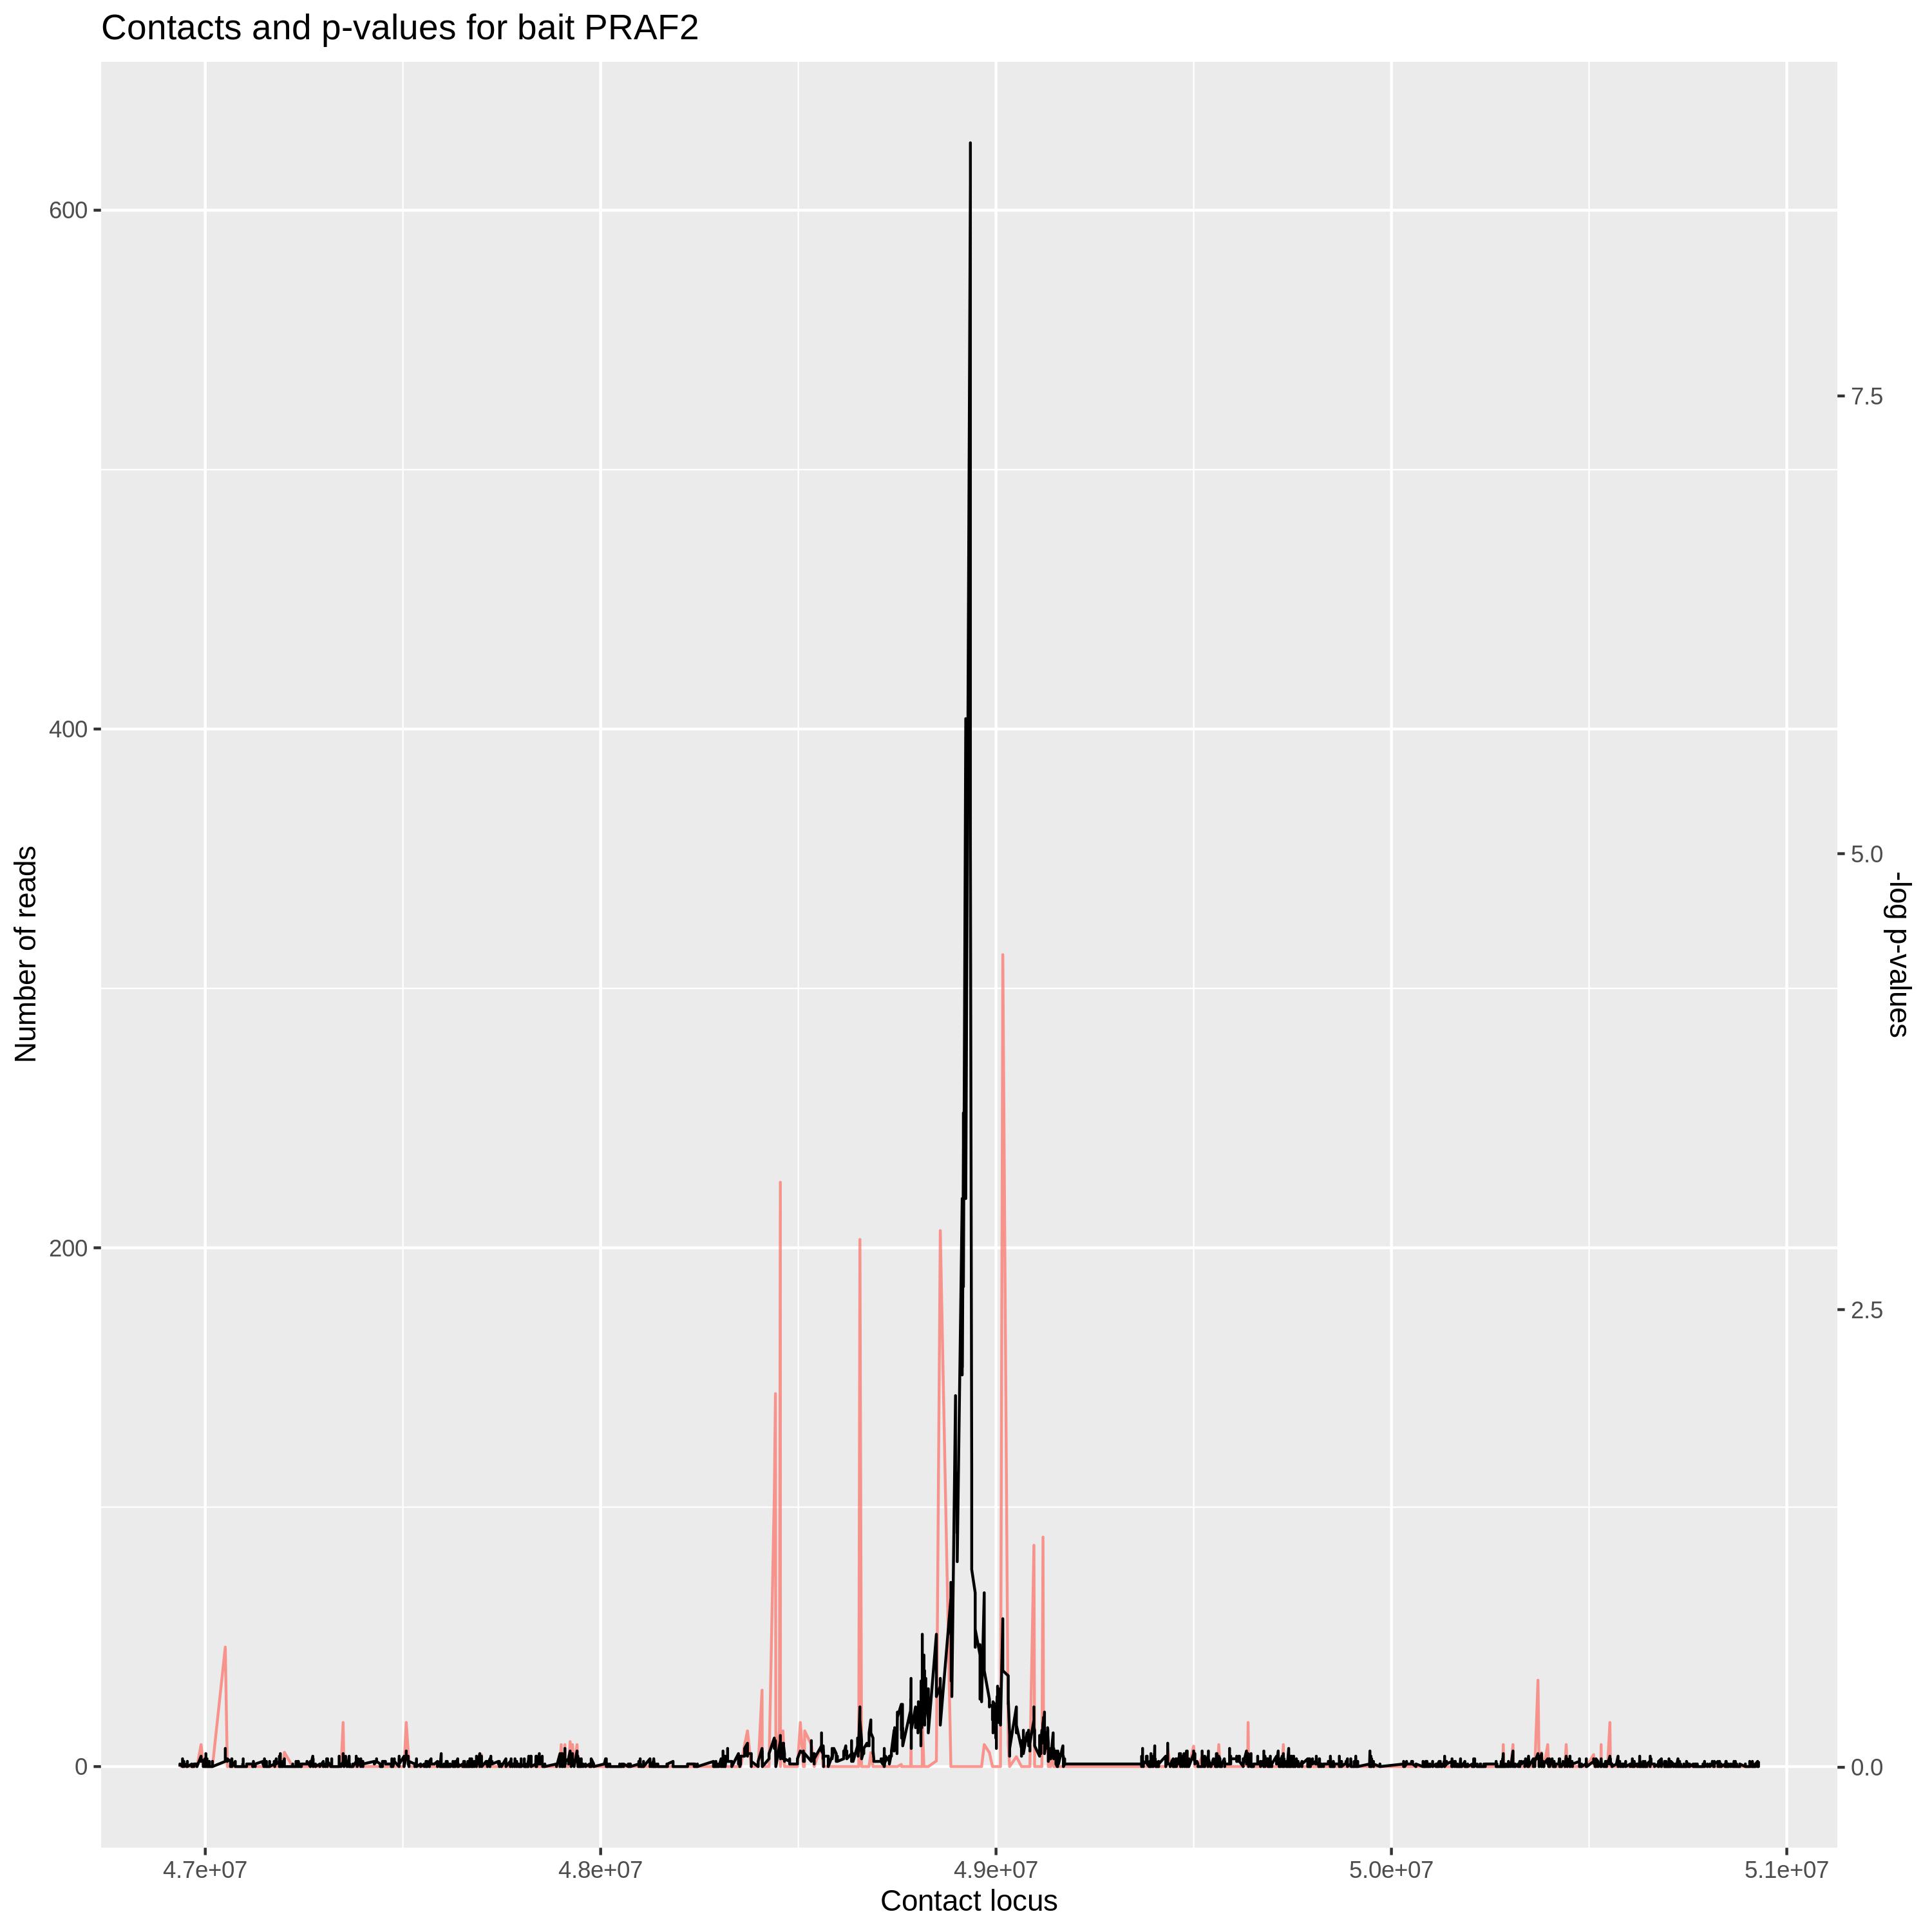 Contacts and p-values for bait PRAF2
600
400
200
0
Number of reads
7.5
5.0
2.5
0.0
-log p-values
4.7e+07
4.8e+07
4.9e+07
5.0e+07
5.1e+07
Contact locus